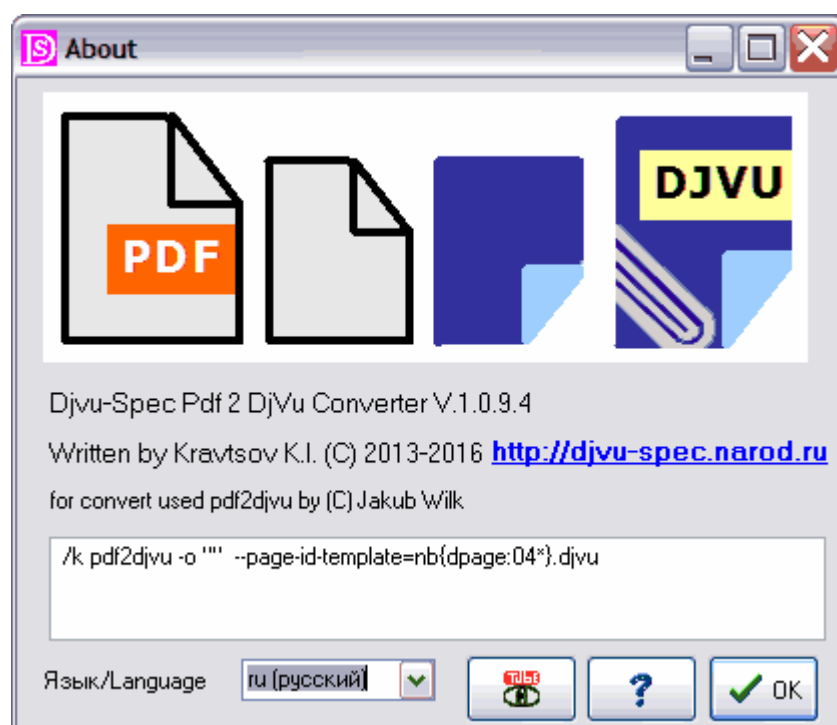 About
PDF
DJVU
Djvu-Spec Pdf 2 DjVu Converter V.1.0.9.4
Written by Kravtsov K.I. (C) 2013-2016 http://djvu-spec.narod.ru
for convert used pdf2djvu by (C) Jakub Wilk
/k pdf2djvu -o "" --page-id-template=nb{dpage:04*}.djvu
Язык/Language ru (русский) TUBE ? OK